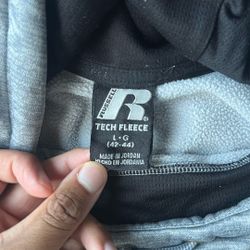 RUSSELL
R
TECH FLEECE
L - G
(42-44)
MADE IN JORDAN
HECHO EN JORDANIA